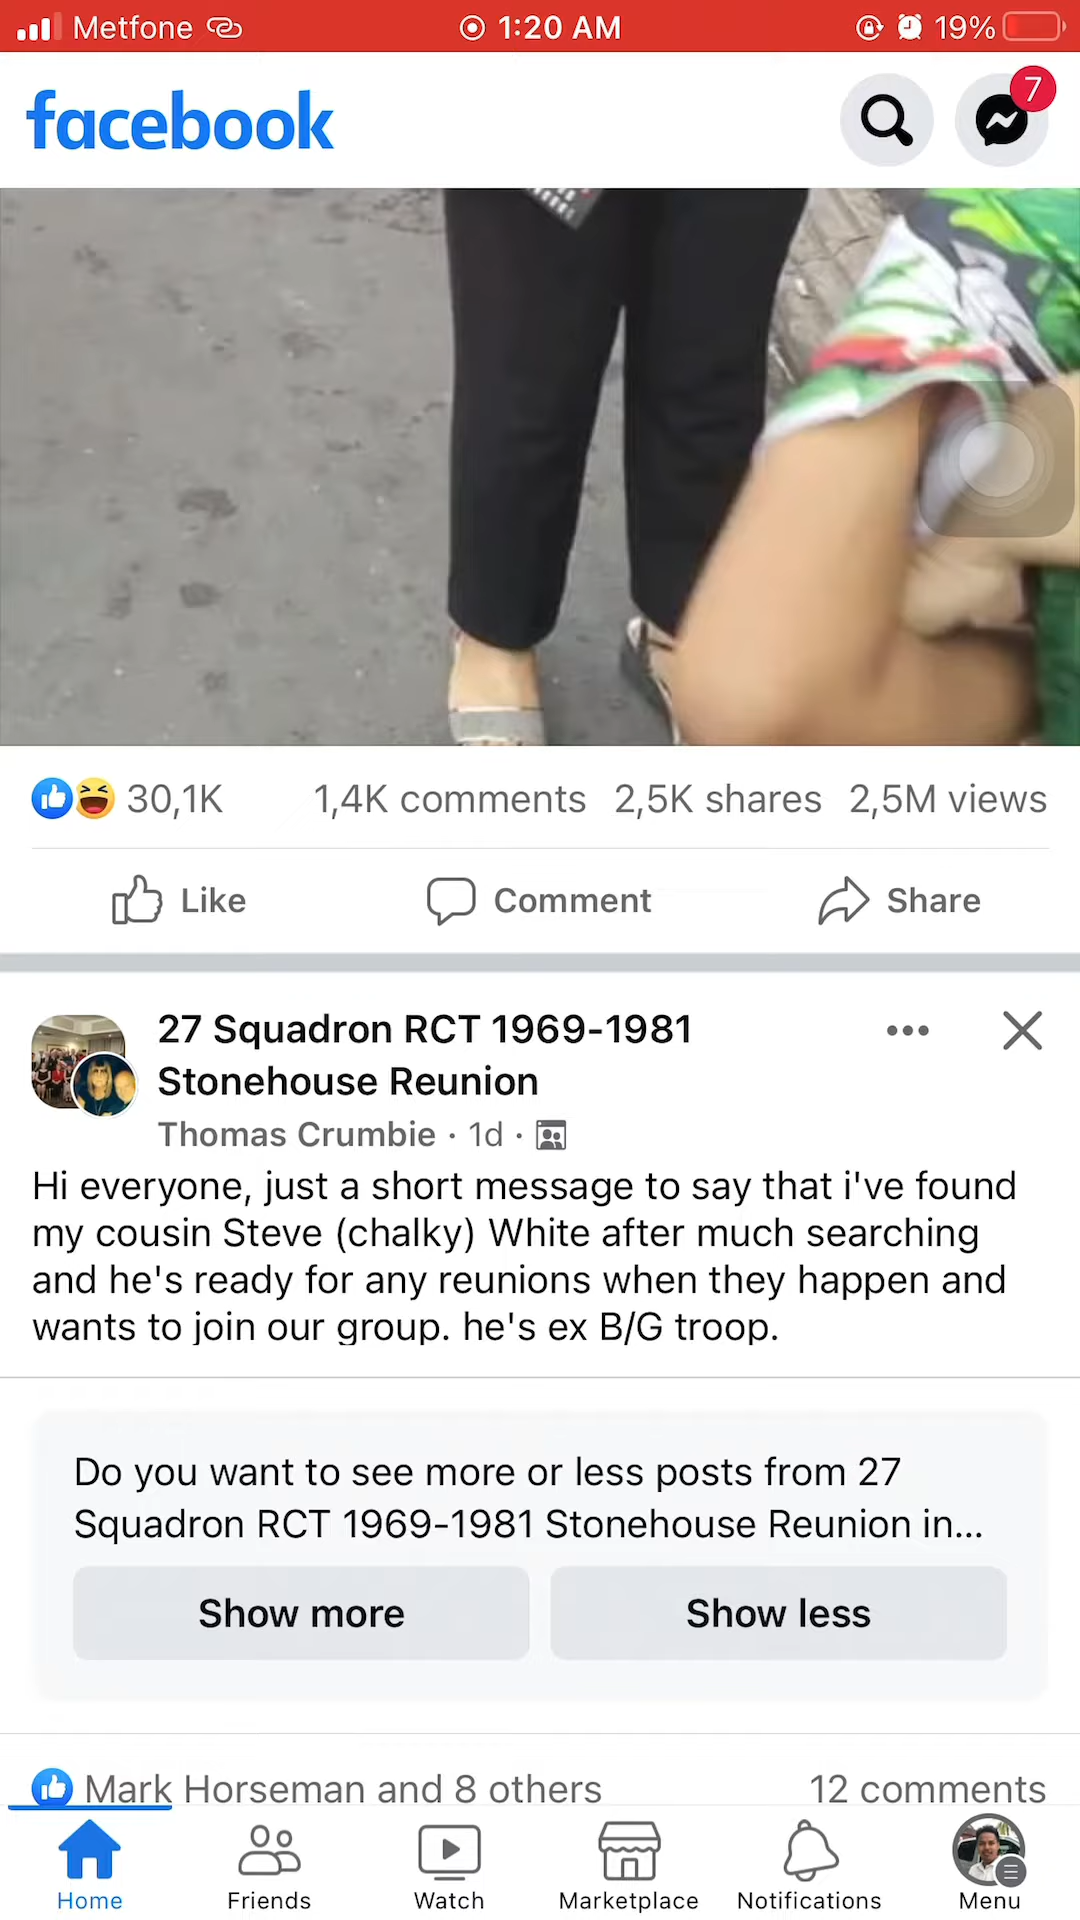 Metfone 1:20 AM 19%
facebook
7
30,1K 1,4K comments 2,5K shares 2,5M views
Like Comment Share
27 Squadron RCT 1969-1981
Stonehouse Reunion
Thomas Crumbie · 1d ·
Hi everyone, just a short message to say that i've found
my cousin Steve (chalky) White after much searching
and he's ready for any reunions when they happen and
wants to join our group. he's ex B/G troop.
Do you want to see more or less posts from 27
Squadron RCT 1969-1981 Stonehouse Reunion in...
Show more Show less
Mark Horseman and 8 others 12 comments
Home Friends Watch Marketplace Notifications Menu